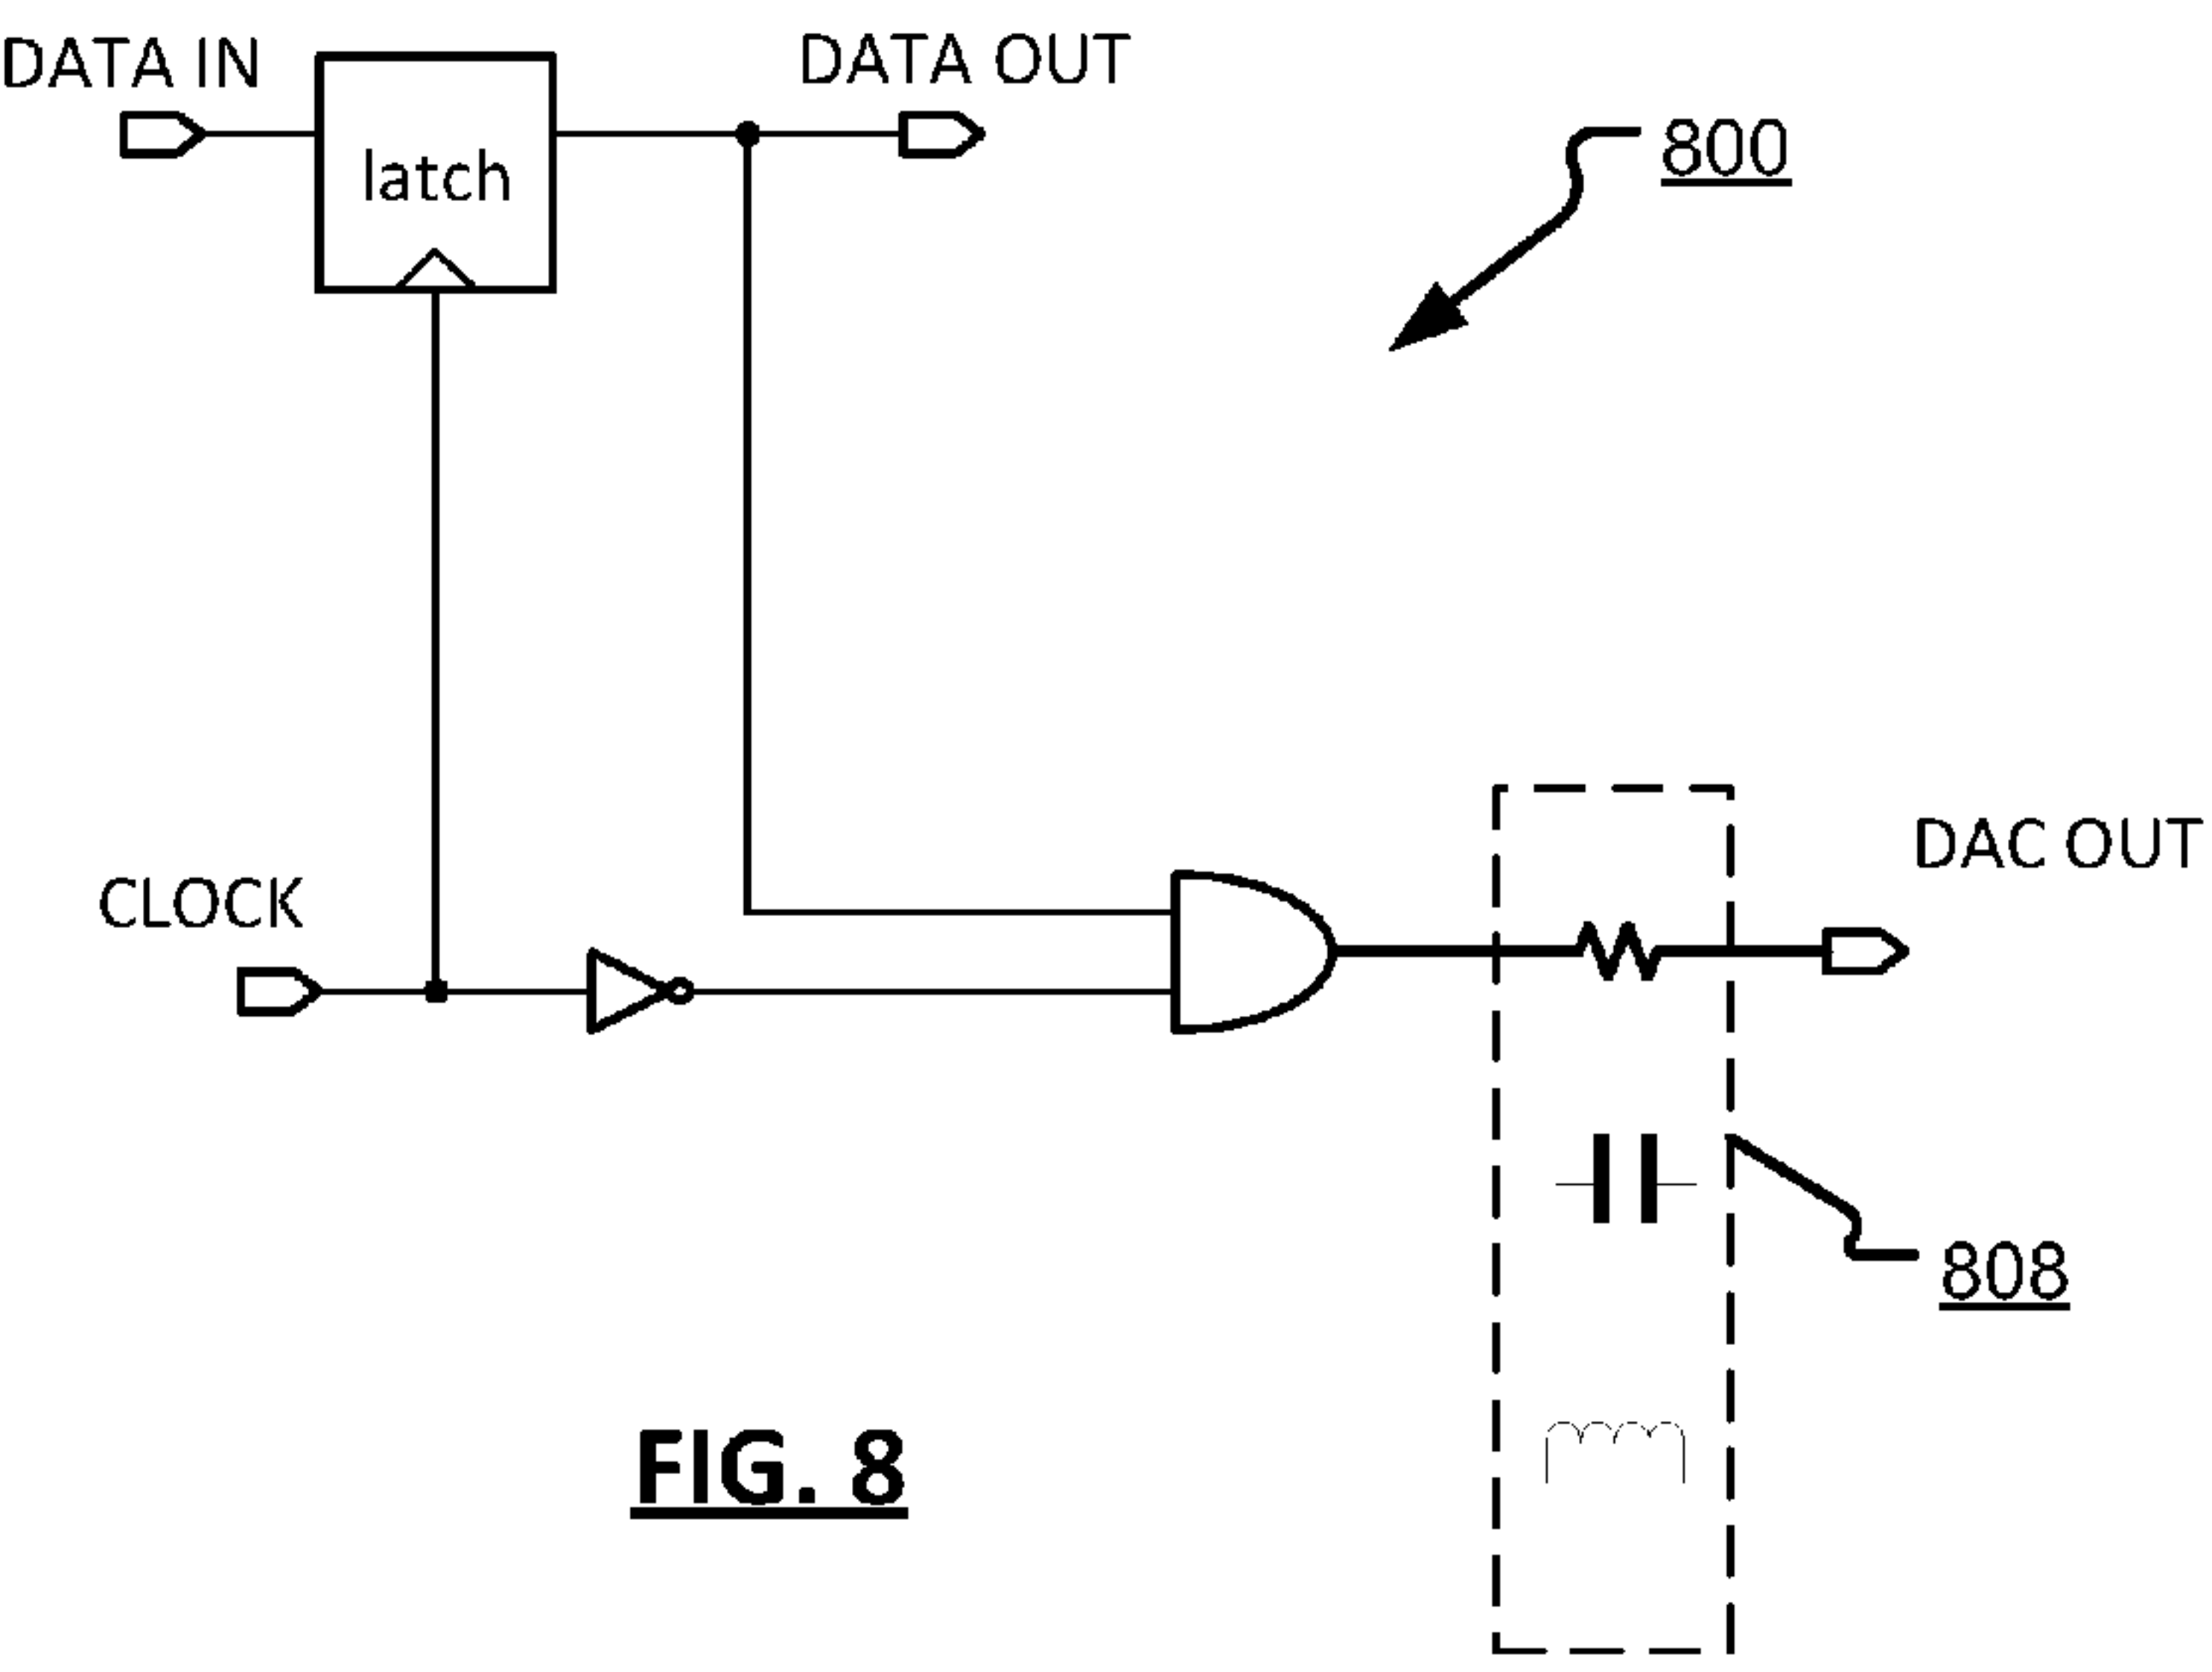 DATA IN
DATA OUT
800
latch
DAC OUT
CLOCK
808
FIG. 8